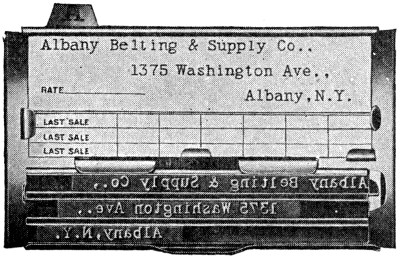 A
Albany Belting & Supply Co.,
1375 Washington Ave.,
RATE
Albany,N.Y.
LAST SALE
LAST SALE
LAST SALE
Albany Belting & Supply Co.,
1375 Washington Ave.,
Albany,N.Y.